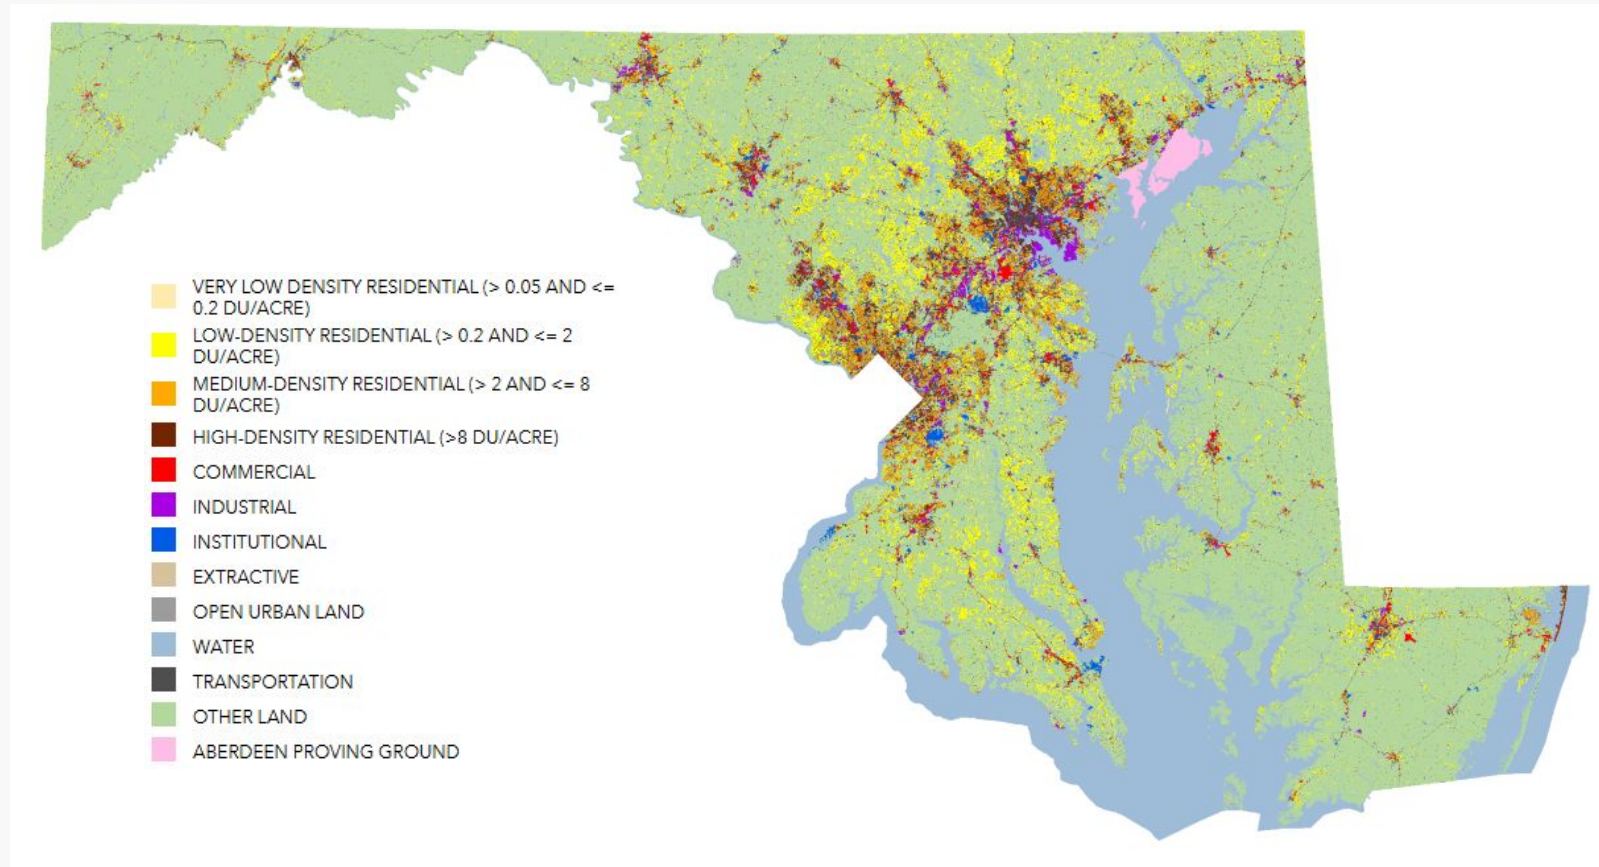 VERY LOW DENSITY RESIDENTIAL (> 0.05 AND <=
0.2 DU/ACRE)
LOW-DENSITY RESIDENTIAL (> 0.2 AND <= 2
DU/ACRE)
MEDIUM-DENSITY RESIDENTIAL (> 2 AND <= 8
DU/ACRE)
HIGH-DENSITY RESIDENTIAL (>8 DU/ACRE)
COMMERCIAL
INDUSTRIAL
INSTITUTIONAL
EXTRACTIVE
OPEN URBAN LAND
WATER
TRANSPORTATION
OTHER LAND
ABERDEEN PROVING GROUND